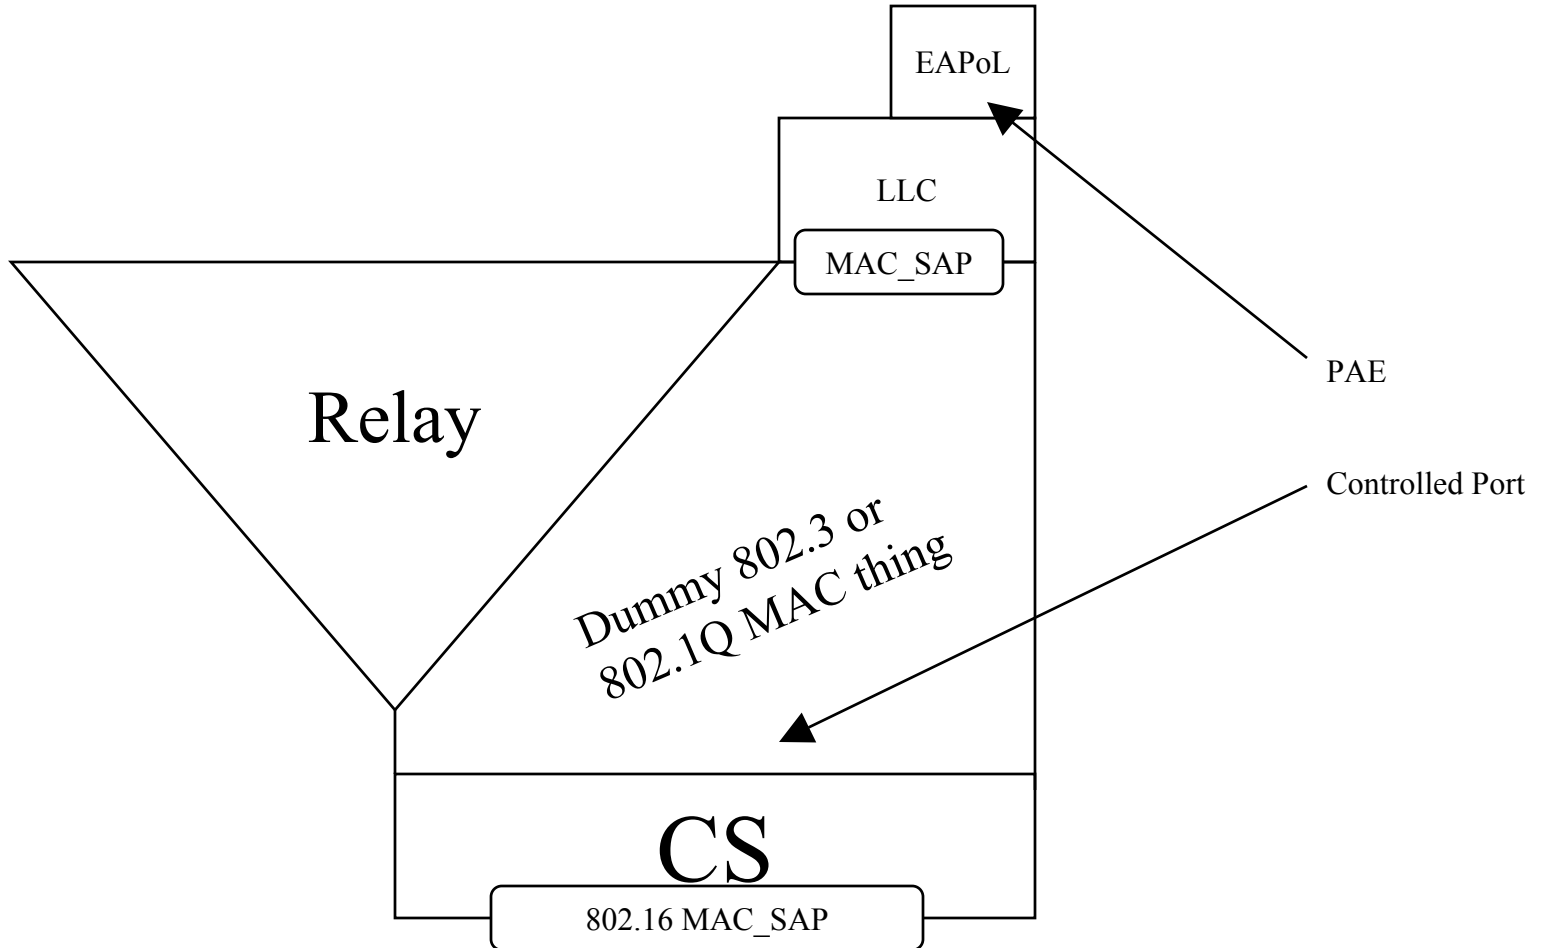 EAPoL
LLC
MAC_SAP
PAE
Relay
Controlled Port
Dummy 802.3 or
802.1Q MAC thing
CS
802.16 MAC_SAP